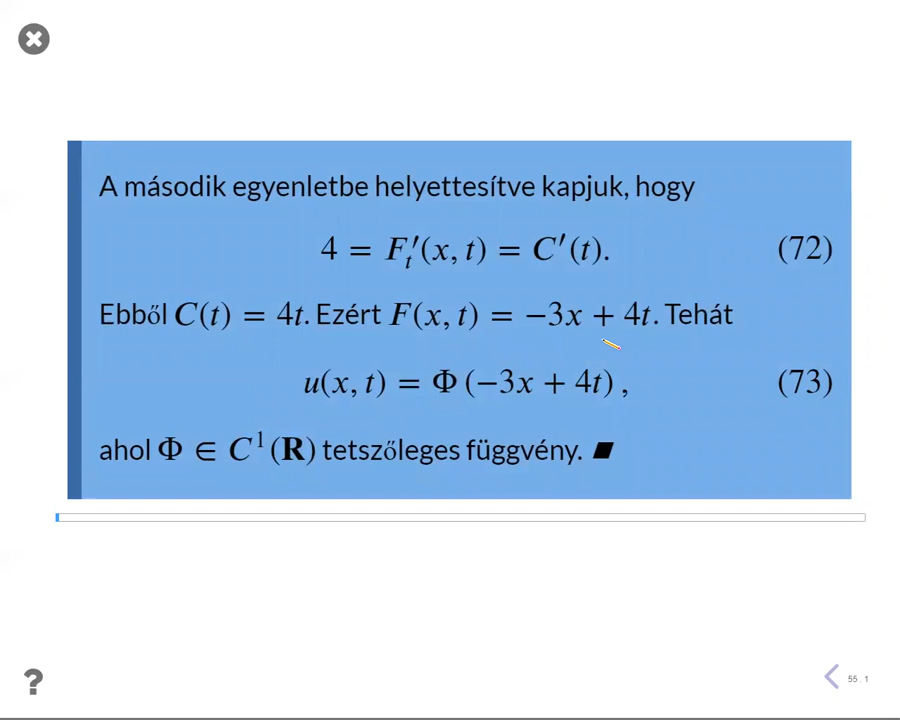 A második egyenletbe helyettesítve kapjuk, hogy
4 = F′ₜ(x, t) = C′(t). (72)
Ebből C(t) = 4t. Ezért F(x, t) = −3x + 4t. Tehát
u(x, t) = Φ (−3x + 4t) , (73)
ahol Φ ∈ C¹(R) tetszőleges függvény. ■
?
55 . 1